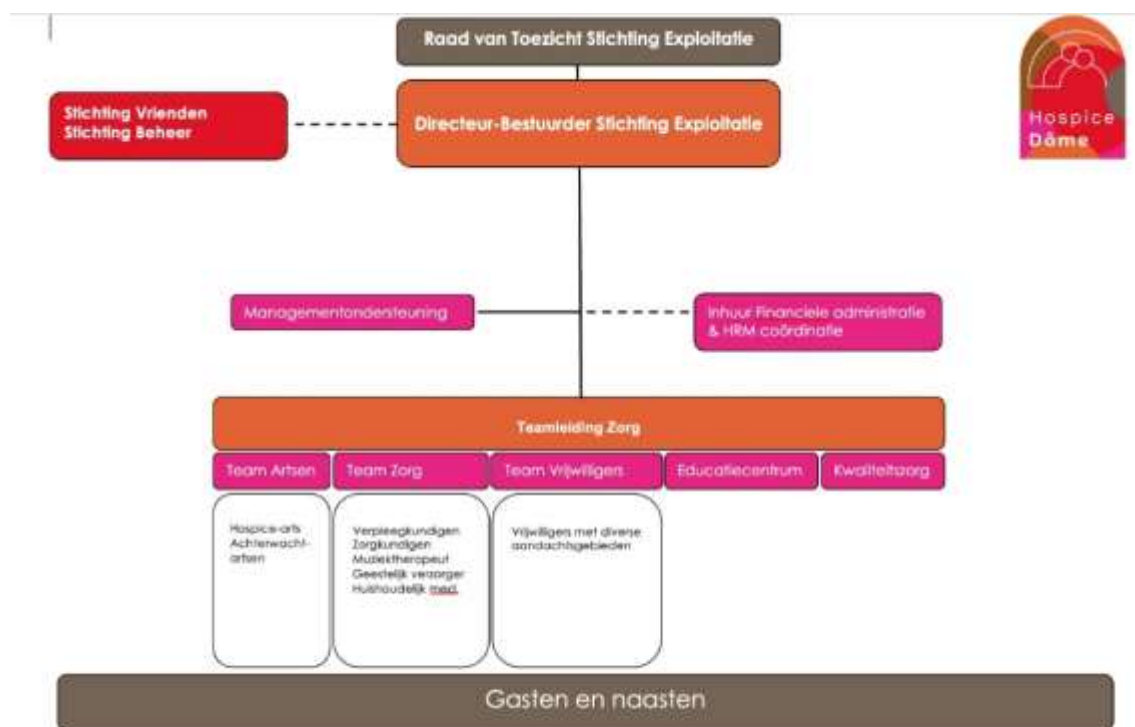 Raad van Toezicht Stichting Exploitatie
Stichting Vrienden
Stichting Beheer
Directeur-Bestuurder Stichting Exploitatie
Hospice
Dôme
Managementondersteuning
Inhuur Financiele administratie
& HRM coördinatie
Teamleiding Zorg
Team Artsen
Team Zorg
Team Vrijwilligers
Educatiecentrum
Kwaliteitszorg
Hospice-arts
Achterwacht-
artsen
Verpleegkundigen
Zorgkundigen
Muziektherapeut
Geestelijk verzorger
Huishoudelijk med.
Vrijwilligers met diverse
aandachtsgebieden
Gasten en naasten